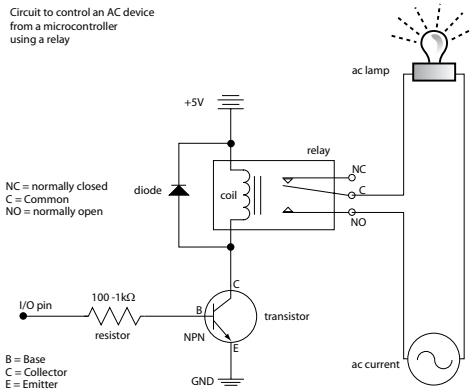 Circuit to control an AC device
from a microcontroller
using a relay
ac lamp
+5V
relay
NC
C
NO
NC = normally closed
C = Common
NO = normally open
diode
coil
C
I/O pin
100 -1kΩ
B
transistor
resistor
NPN
E
B = Base
C = Collector
E = Emitter
GND
ac current